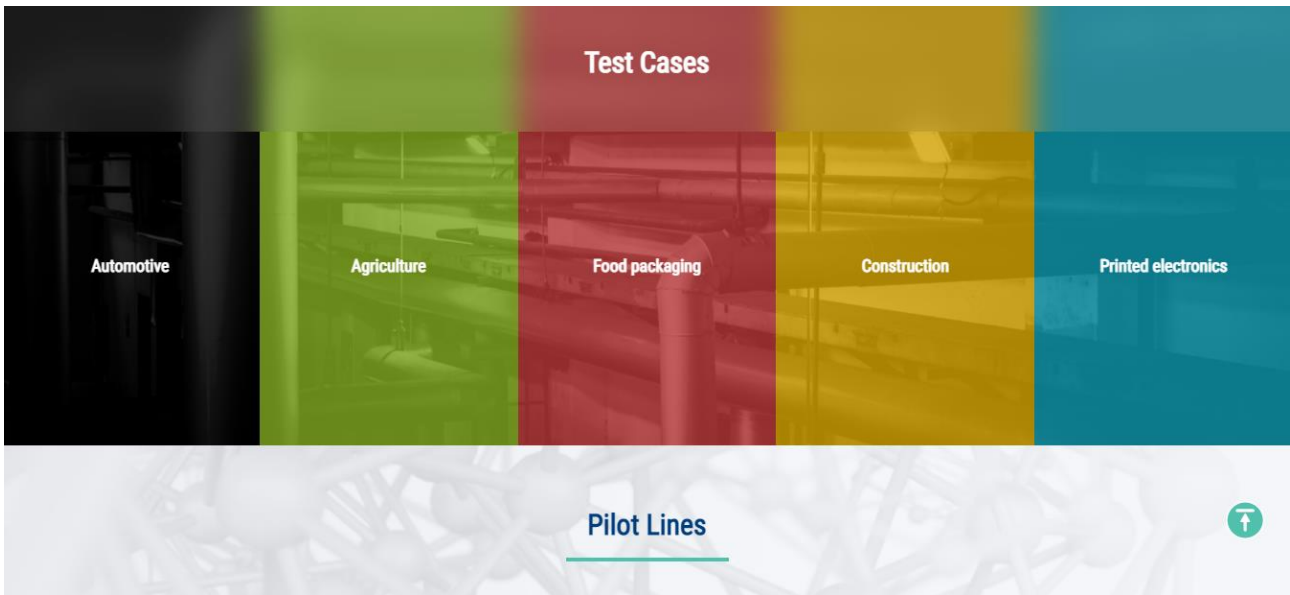 Test Cases
Automotive
Agriculture
Food packaging
Construction
Printed electronics
Pilot Lines